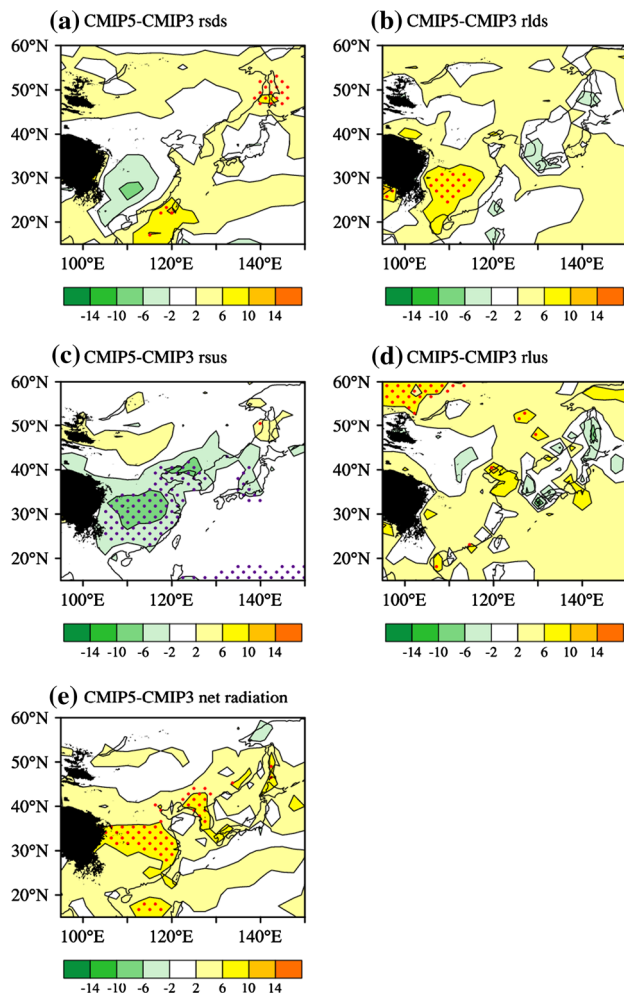 (a) CMIP5-CMIP3 rsds
60°N
50°N
40°N
30°N
20°N
100°E 120°E 140°E
-14 -10 -6 -2 2 6 10 14
(b) CMIP5-CMIP3 rlds
60°N
50°N
40°N
30°N
20°N
100°E 120°E 140°E
-14 -10 -6 -2 2 6 10 14
(c) CMIP5-CMIP3 rsus
60°N
50°N
40°N
30°N
20°N
100°E 120°E 140°E
-14 -10 -6 -2 2 6 10 14
(d) CMIP5-CMIP3 rlus
60°N
50°N
40°N
30°N
20°N
100°E 120°E 140°E
-14 -10 -6 -2 2 6 10 14
(e) CMIP5-CMIP3 net radiation
60°N
50°N
40°N
30°N
20°N
100°E 120°E 140°E
-14 -10 -6 -2 2 6 10 14